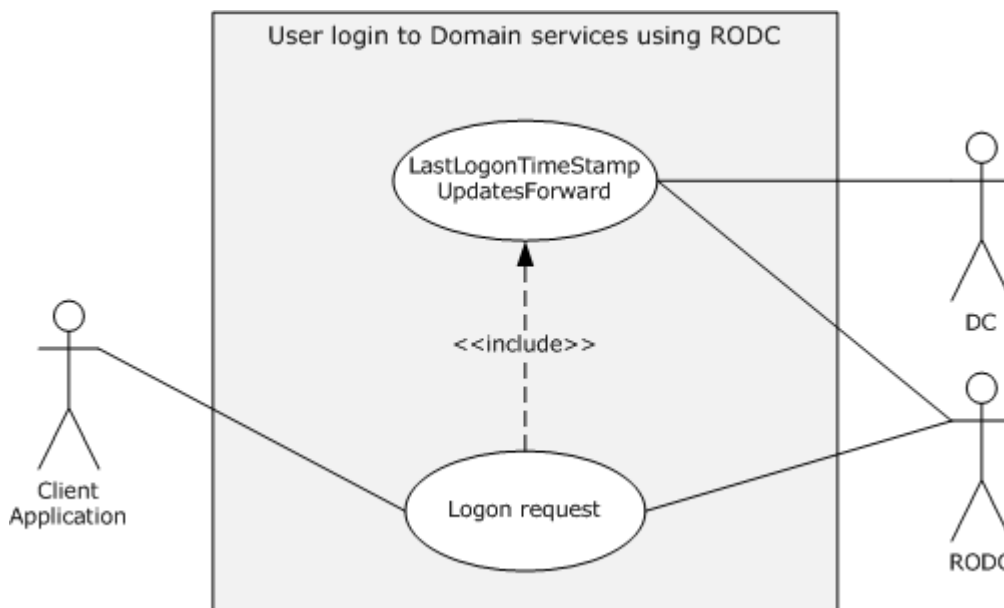 User login to Domain services using RODC
LastLogonTimeStamp
UpdatesForward
DC
<<include>>
Client
Application
Logon request
RODC